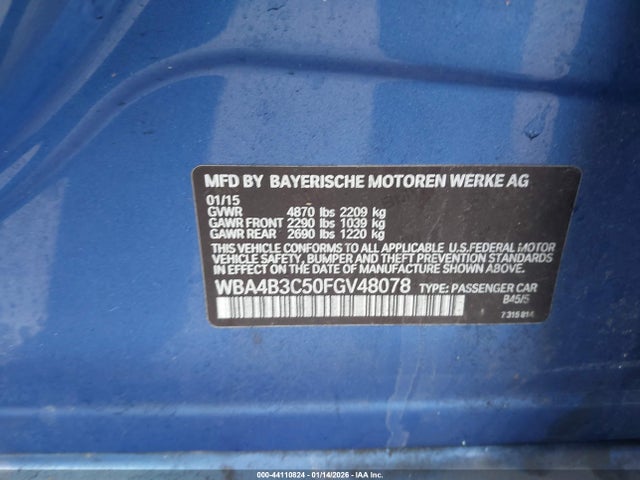 MFD BY BAYERISCHE MOTOREN WERKE AG
01/15
GVWR 4870 lbs 2209 kg
GAWR FRONT 2290 lbs 1039 kg
GAWR REAR 2690 lbs 1220 kg
THIS VEHICLE CONFORMS TO ALL APPLICABLE U.S.FEDERAL MOTOR
VEHICLE SAFETY, BUMPER AND THEFT PREVENTION STANDARDS
IN EFFECT ON THE DATE OF MANUFACTURE SHOWN ABOVE.
WBA4B3C50FGV48078 TYPE: PASSENGER CAR
B45/5
7 315 814
000-44110824 | 01/14/2026 | IAA Inc.